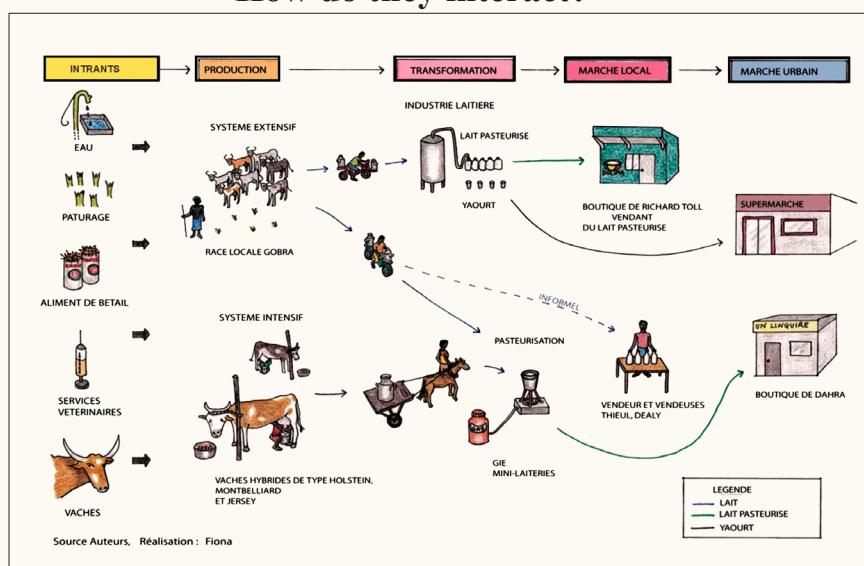 INTRANTS
PRODUCTION
TRANSFORMATION
MARCHE LOCAL
MARCHE URBAIN
EAU
PATURAGE
ALIMENT DE BETAIL
SERVICES
VETERINAIRES
VACHES
SYSTEME EXTENSIF
RACE LOCALE GOBRA
SYSTEME INTENSIF
VACHES HYBRIDES DE TYPE HOLSTEIN,
MONTBELLIARD
ET JERSEY
INDUSTRIE LAITIERE
LAIT PASTEURISE
YAOURT
INFORMEL
PASTEURISATION
GAS
GIE
MINI-LAITERIES
BOUTIQUE DE RICHARD TOLL
VENDANT
DU LAIT PASTEURISE
VENDEUR ET VENDEUSES
THIEUL, DEALY
SUPERMARCHE
UN LINGUIRE
BOUTIQUE DE DAHRA
LEGENDE
LAIT
LAIT PASTEURISE
YAOURT
Source Auteurs, Réalisation : Fiona